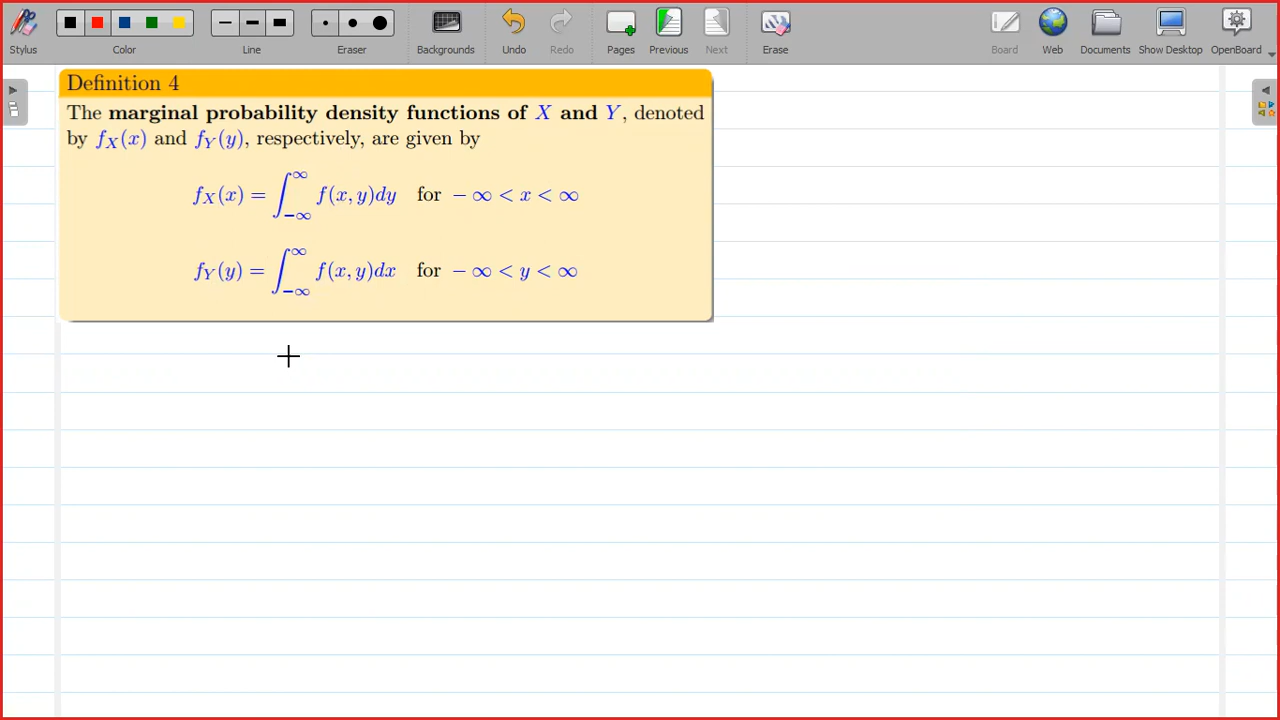 Stylus
Color
Line
Eraser
Backgrounds
Undo
Redo
Pages
Previous
Next
Erase
Board
Web
Documents
Show Desktop
OpenBoard
Definition 4
The marginal probability density functions of X and Y, denoted
by f_X(x) and f_Y(y), respectively, are given by
f_X(x) = ∫_{−∞}^{∞} f(x, y)dy for − ∞ < x < ∞
f_Y(y) = ∫_{−∞}^{∞} f(x, y)dx for − ∞ < y < ∞